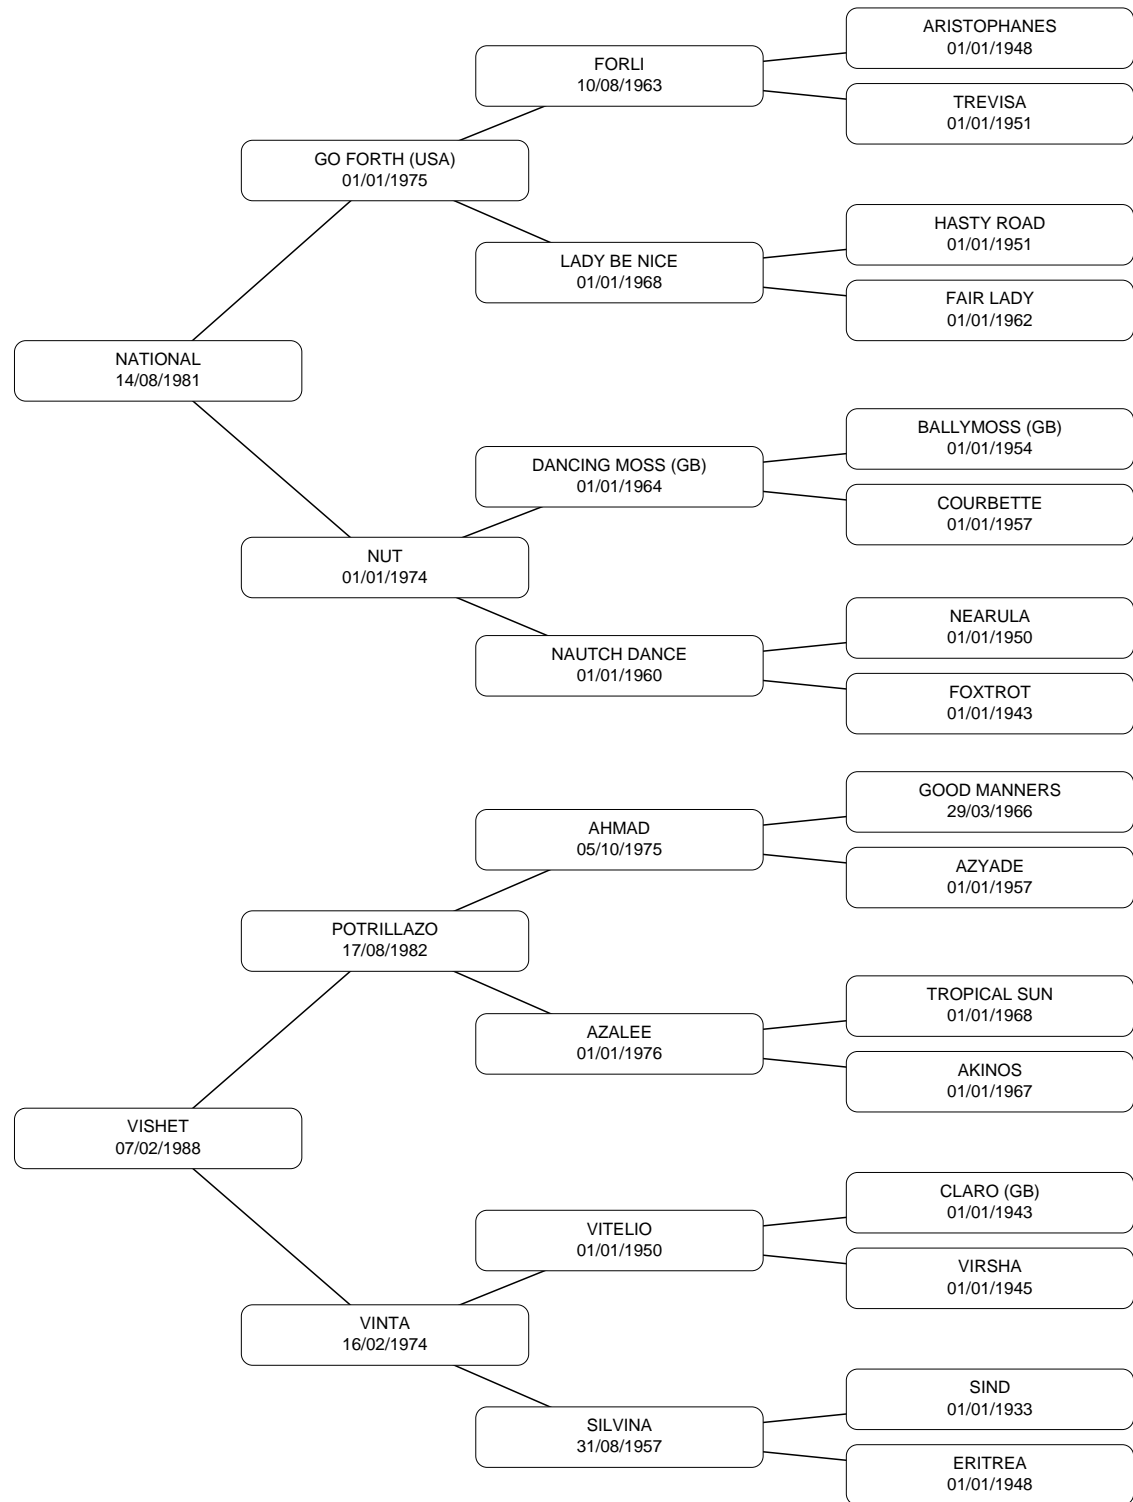 ARISTOPHANES
01/01/1948
FORLI
10/08/1963
TREVISA
01/01/1951
GO FORTH (USA)
01/01/1975
HASTY ROAD
01/01/1951
LADY BE NICE
01/01/1968
FAIR LADY
01/01/1962
NATIONAL
14/08/1981
BALLYMOSS (GB)
01/01/1954
DANCING MOSS (GB)
01/01/1964
COURBETTE
01/01/1957
NUT
01/01/1974
NEARULA
01/01/1950
NAUTCH DANCE
01/01/1960
FOXTROT
01/01/1943
GOOD MANNERS
29/03/1966
AHMAD
05/10/1975
AZYADE
01/01/1957
POTRILLAZO
17/08/1982
TROPICAL SUN
01/01/1968
AZALEE
01/01/1976
AKINOS
01/01/1967
VISHET
07/02/1988
CLARO (GB)
01/01/1943
VITELIO
01/01/1950
VIRSHA
01/01/1945
VINTA
16/02/1974
SIND
01/01/1933
SILVINA
31/08/1957
ERITREA
01/01/1948